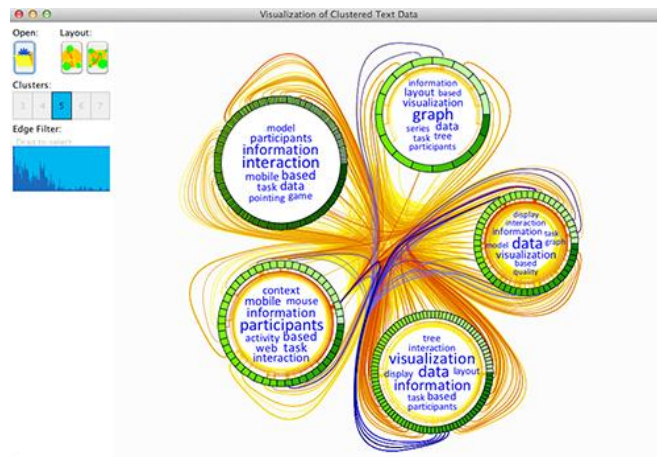 Visualization of Clustered Text Data
Open:
Layout:
Clusters:
3 4 5 6 7
Edge Filter:
Drag to select
model
participants
information
interaction
mobile based
task data
pointing game
information
layout based
visualization
graph
series data
task tree
participants
display
interaction
information task
model data graph
visualization
based
quality
context
mobile mouse
information
participants
activity based
web task
interaction
tree
interaction
visualization
display data layout
information
task based
participants